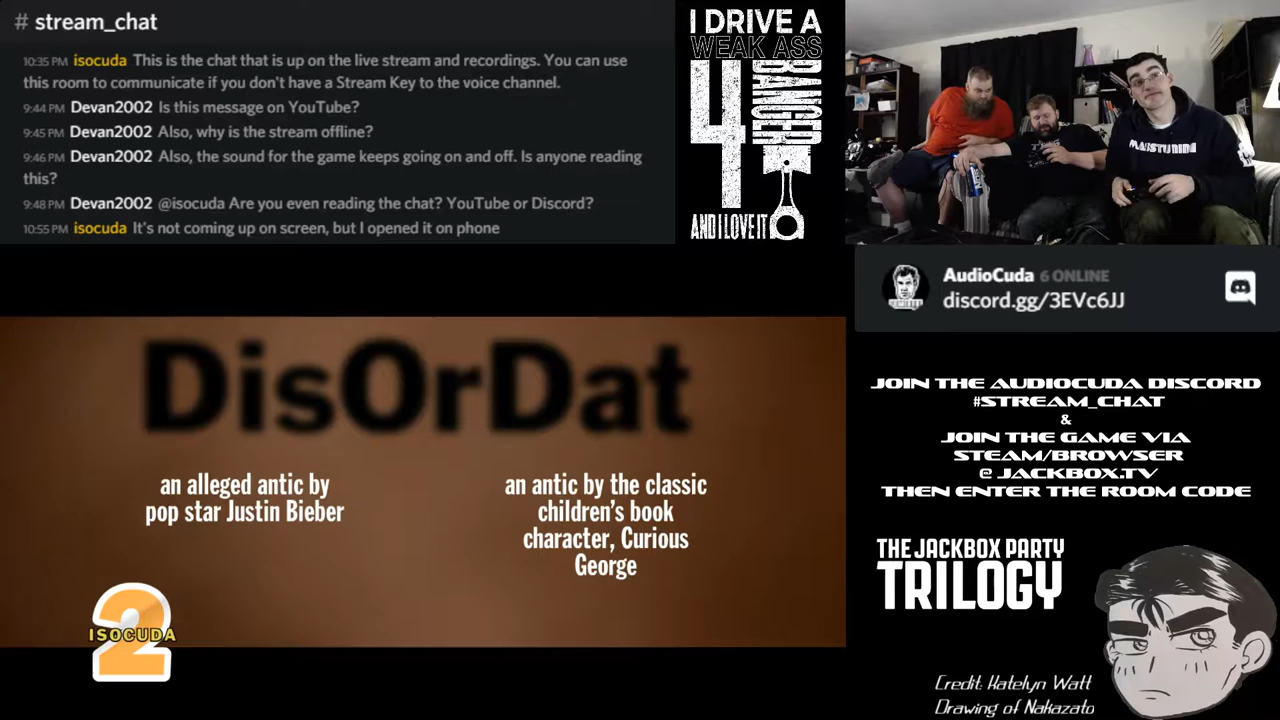 # stream_chat
10:35 PM isocuda This is the chat that is up on the live stream and recordings. You can use
this room to communicate if you don't have a Steam Key to the voice channel.
9:44 PM Devan2002 Is this message on YouTube?
9:45 PM Devan2002 Also, why is the stream offline?
9:46 PM Devan2002 Also, the sound for the game keeps going on and off. Is anyone reading
this?
9:48 PM Devan2002 @isocuda Are you even reading the chat? YouTube or Discord?
10:55 PM isocuda It's not coming up on screen, but I opened it on phone
I DRIVE A
WEAK ASS
4
BANGER
AND I LOVE IT
AudioCuda 6 ONLINE
discord.gg/3EVc6JJ
DisOrDat
an alleged antic by
pop star Justin Bieber
an antic by the classic
children's book
character, Curious
George
2
ISOCUDA
JOIN THE AUDIOCUDA DISCORD
#STREAM_CHAT
&
JOIN THE GAME VIA
STEAM/BROWSER
@ JACKBOX.TV
THEN ENTER THE ROOM CODE
THE JACKBOX PARTY
TRILOGY
Credit: Katelyn Watt
Drawing of Nakazato